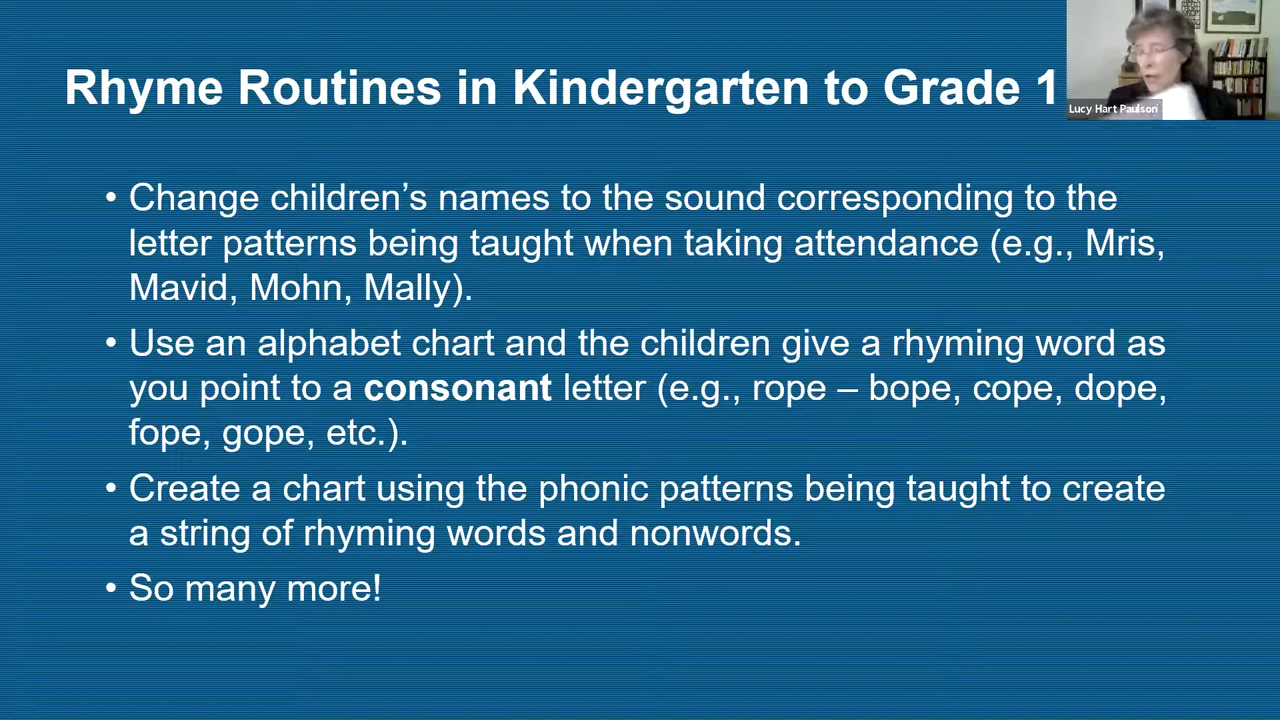 Rhyme Routines in Kindergarten to Grade 1
Lucy Hart Paulson
• Change children’s names to the sound corresponding to the
letter patterns being taught when taking attendance (e.g., Mris,
Mavid, Mohn, Mally).
• Use an alphabet chart and the children give a rhyming word as
you point to a consonant letter (e.g., rope – bope, cope, dope,
fope, gope, etc.).
• Create a chart using the phonic patterns being taught to create
a string of rhyming words and nonwords.
• So many more!